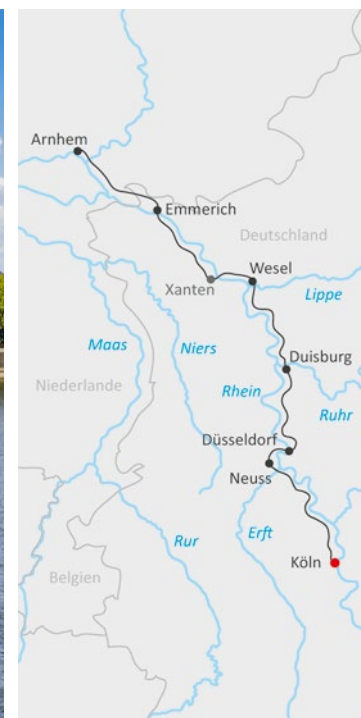 Arnhem
Emmerich
Deutschland
Wesel
Xanten
Lippe
Maas
Niers
Duisburg
Niederlande
Rhein
Ruhr
Düsseldorf
Neuss
Rur
Erft
Köln
Belgien